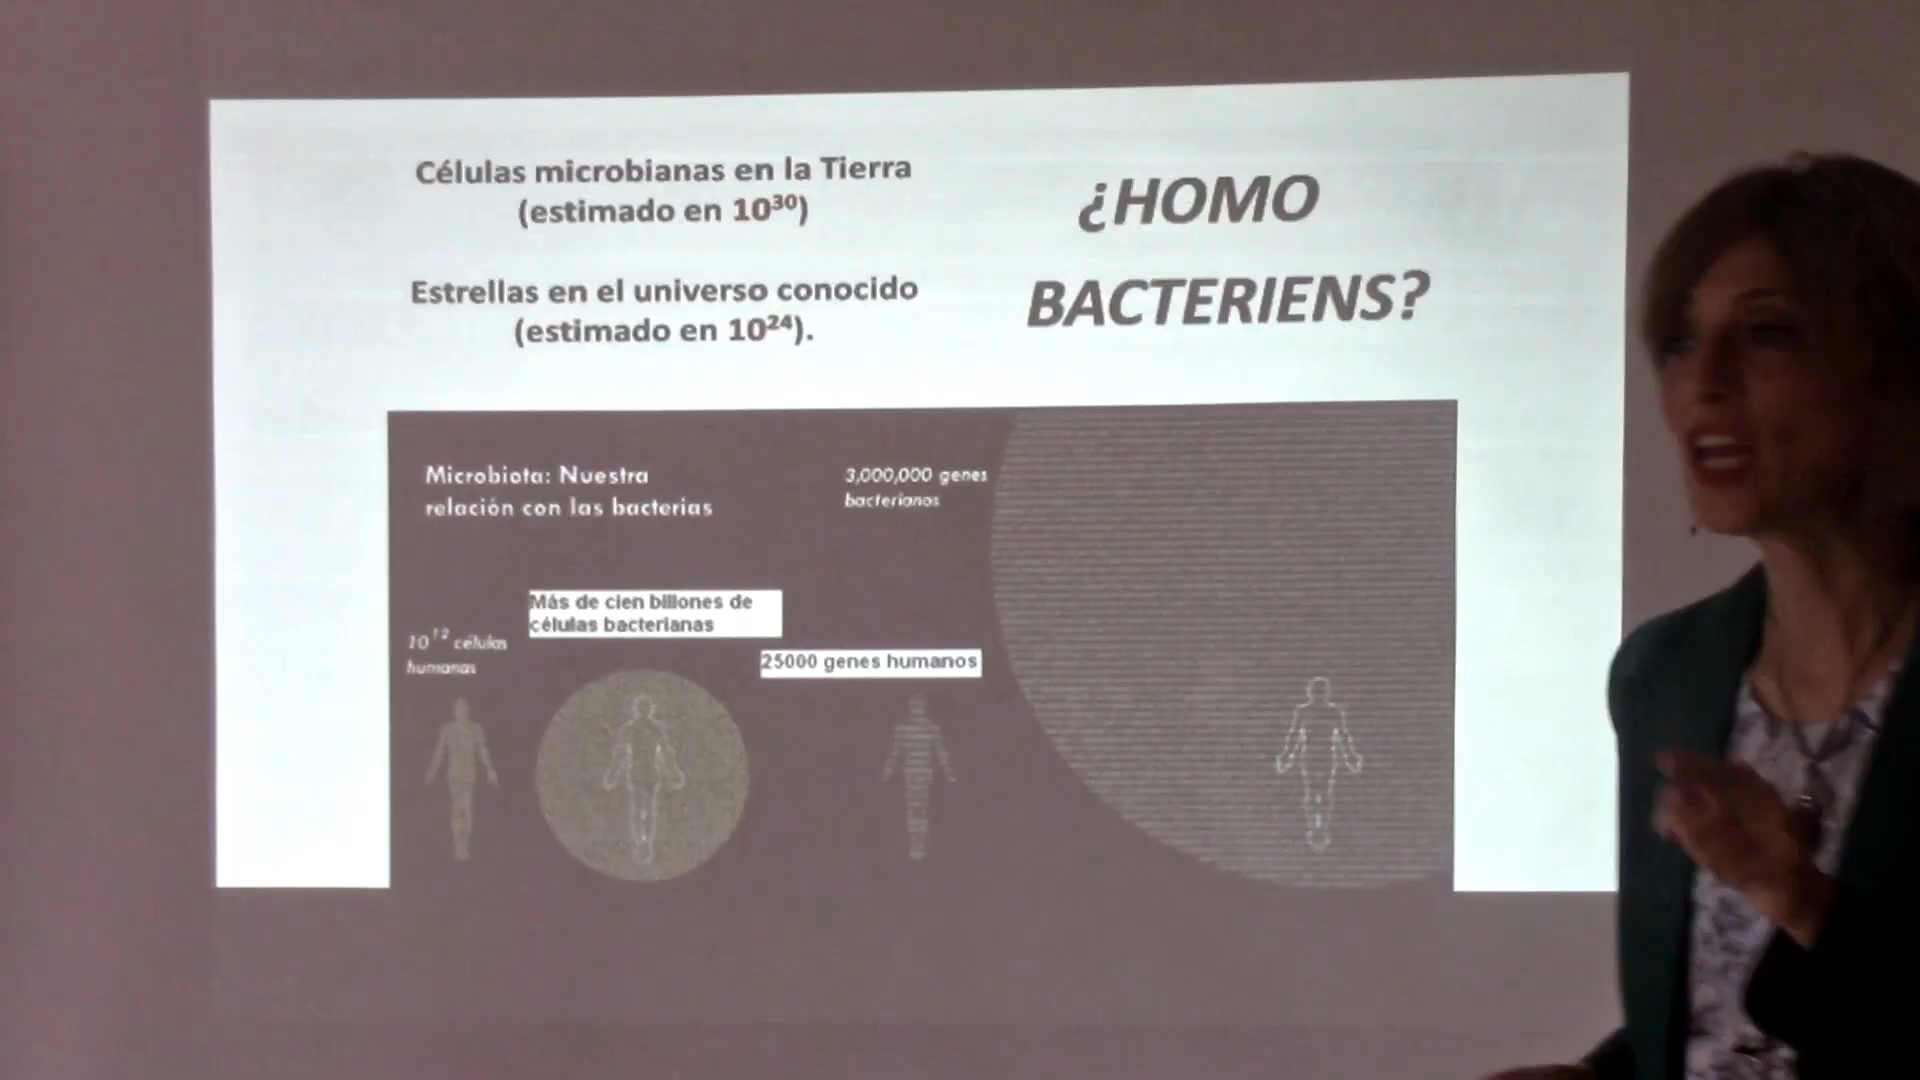 Células microbianas en la Tierra
(estimado en 10³⁰)
Estrellas en el universo conocido
(estimado en 10²⁴).
¿HOMO
BACTERIENS?
Microbiota: Nuestra
relación con las bacterias
3,000,000 genes
bacterianos
Más de cien billones de
células bacterianas
10¹² células
humanas
25000 genes humanos